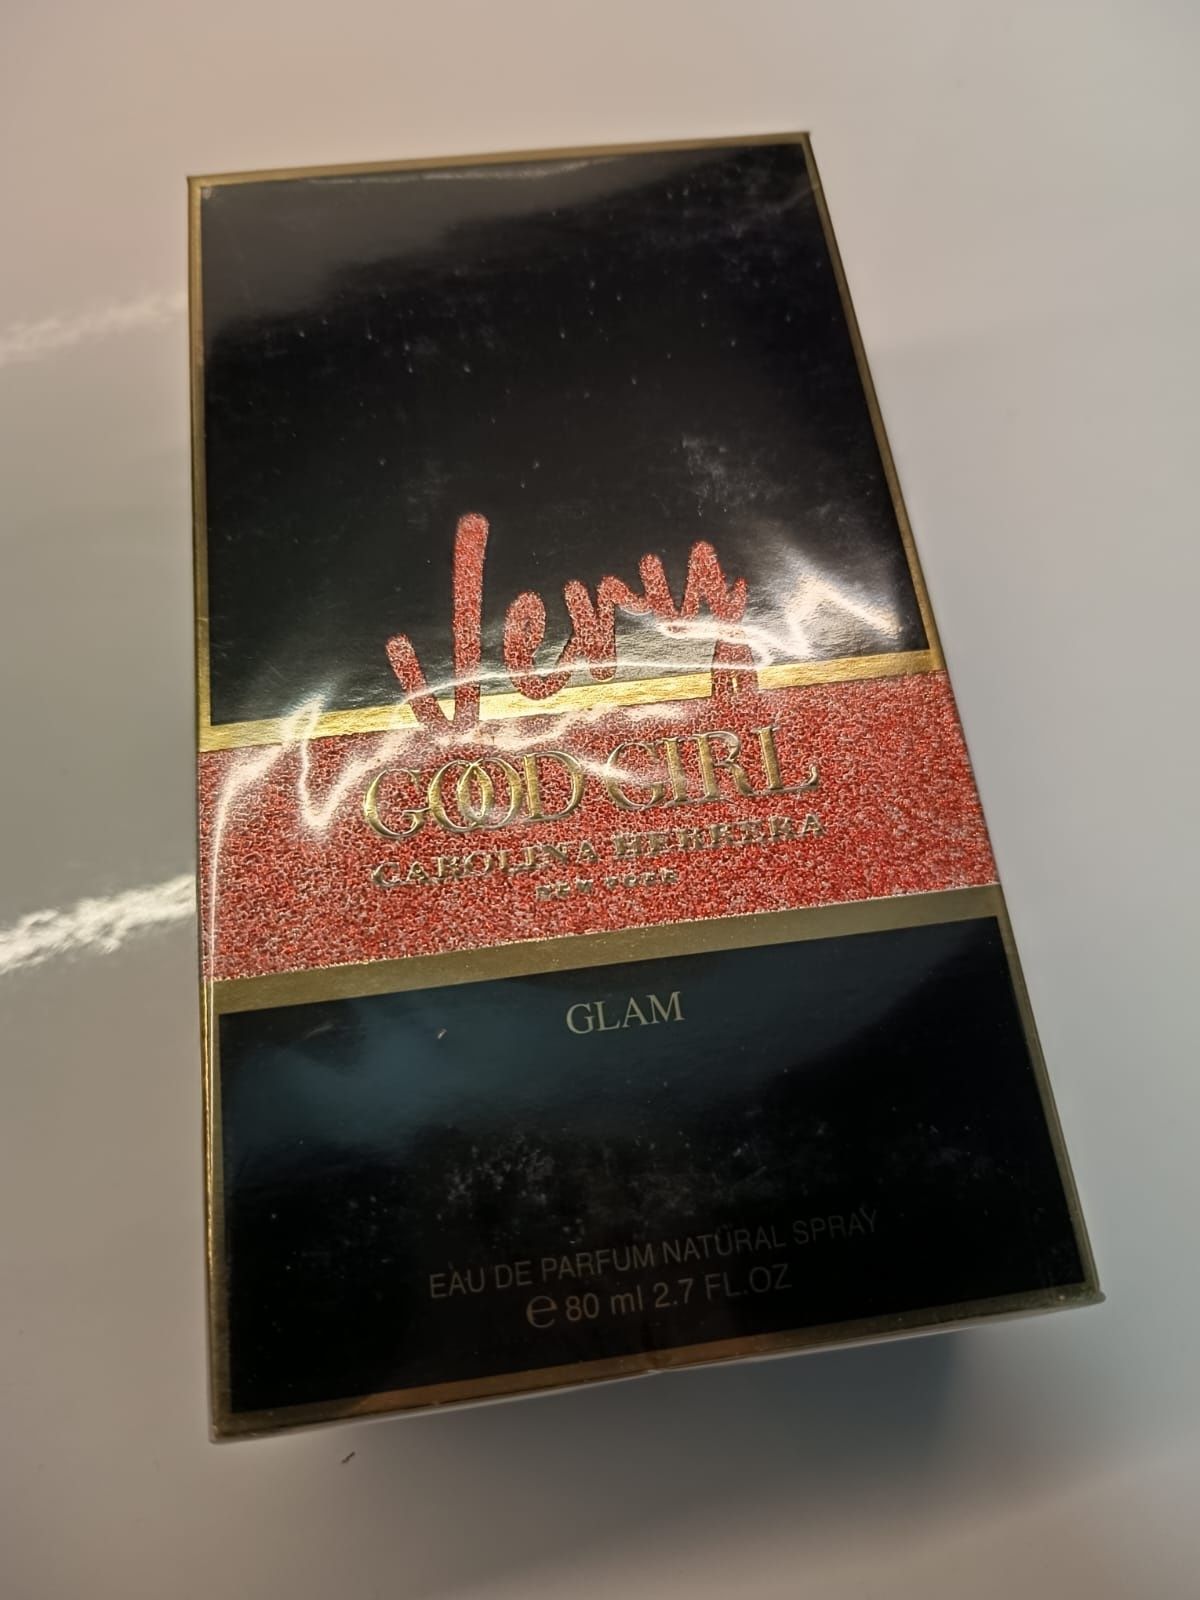 Very
GOOD GIRL
CAROLINA HERRERA
NEW YORK
GLAM
EAU DE PARFUM NATURAL SPRAY
e 80 ml 2.7 FL.OZ